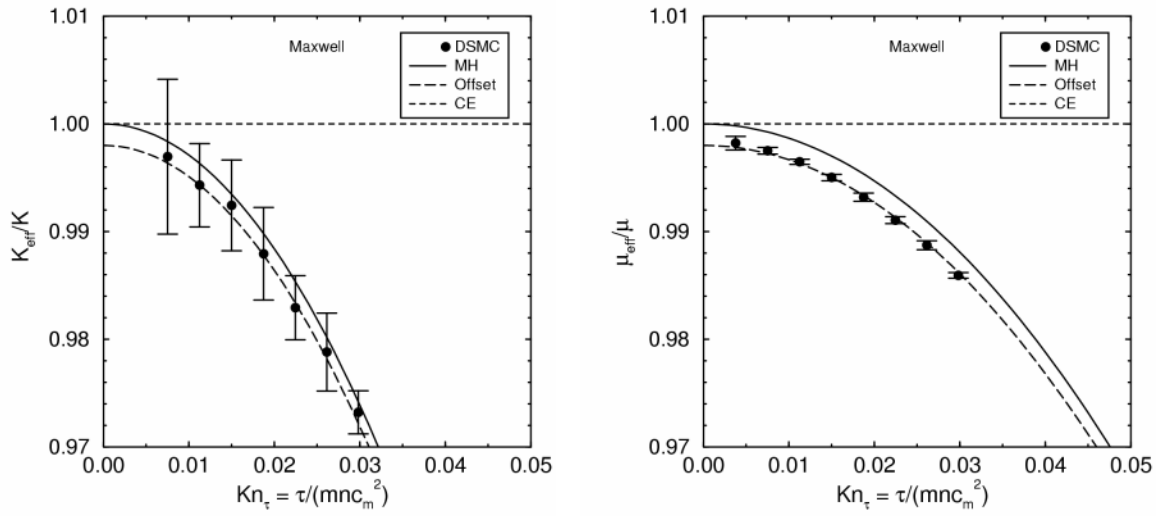 1.01
1.00
0.99
0.98
0.97
K_eff/K
Maxwell
DSMC
MH
Offset
CE
0.00 0.01 0.02 0.03 0.04 0.05
Kn_τ = τ/(mnc_m^2)
1.01
1.00
0.99
0.98
0.97
μ_eff/μ
Maxwell
DSMC
MH
Offset
CE
0.00 0.01 0.02 0.03 0.04 0.05
Kn_τ = τ/(mnc_m^2)